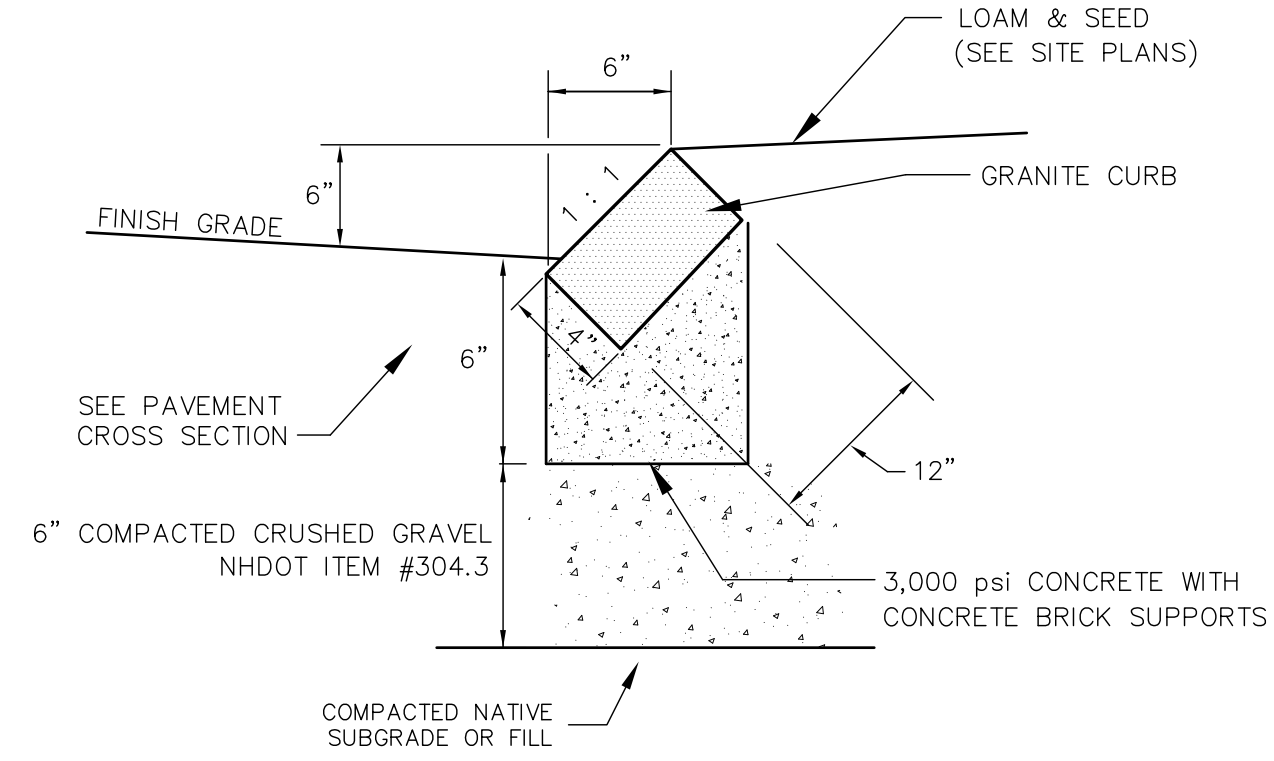 LOAM & SEED
(SEE SITE PLANS)
6"
1 : 1
GRANITE CURB
6"
FINISH GRADE
4"
6"
SEE PAVEMENT
CROSS SECTION
12"
6" COMPACTED CRUSHED GRAVEL
NHDOT ITEM #304.3
3,000 psi CONCRETE WITH
CONCRETE BRICK SUPPORTS
COMPACTED NATIVE
SUBGRADE OR FILL